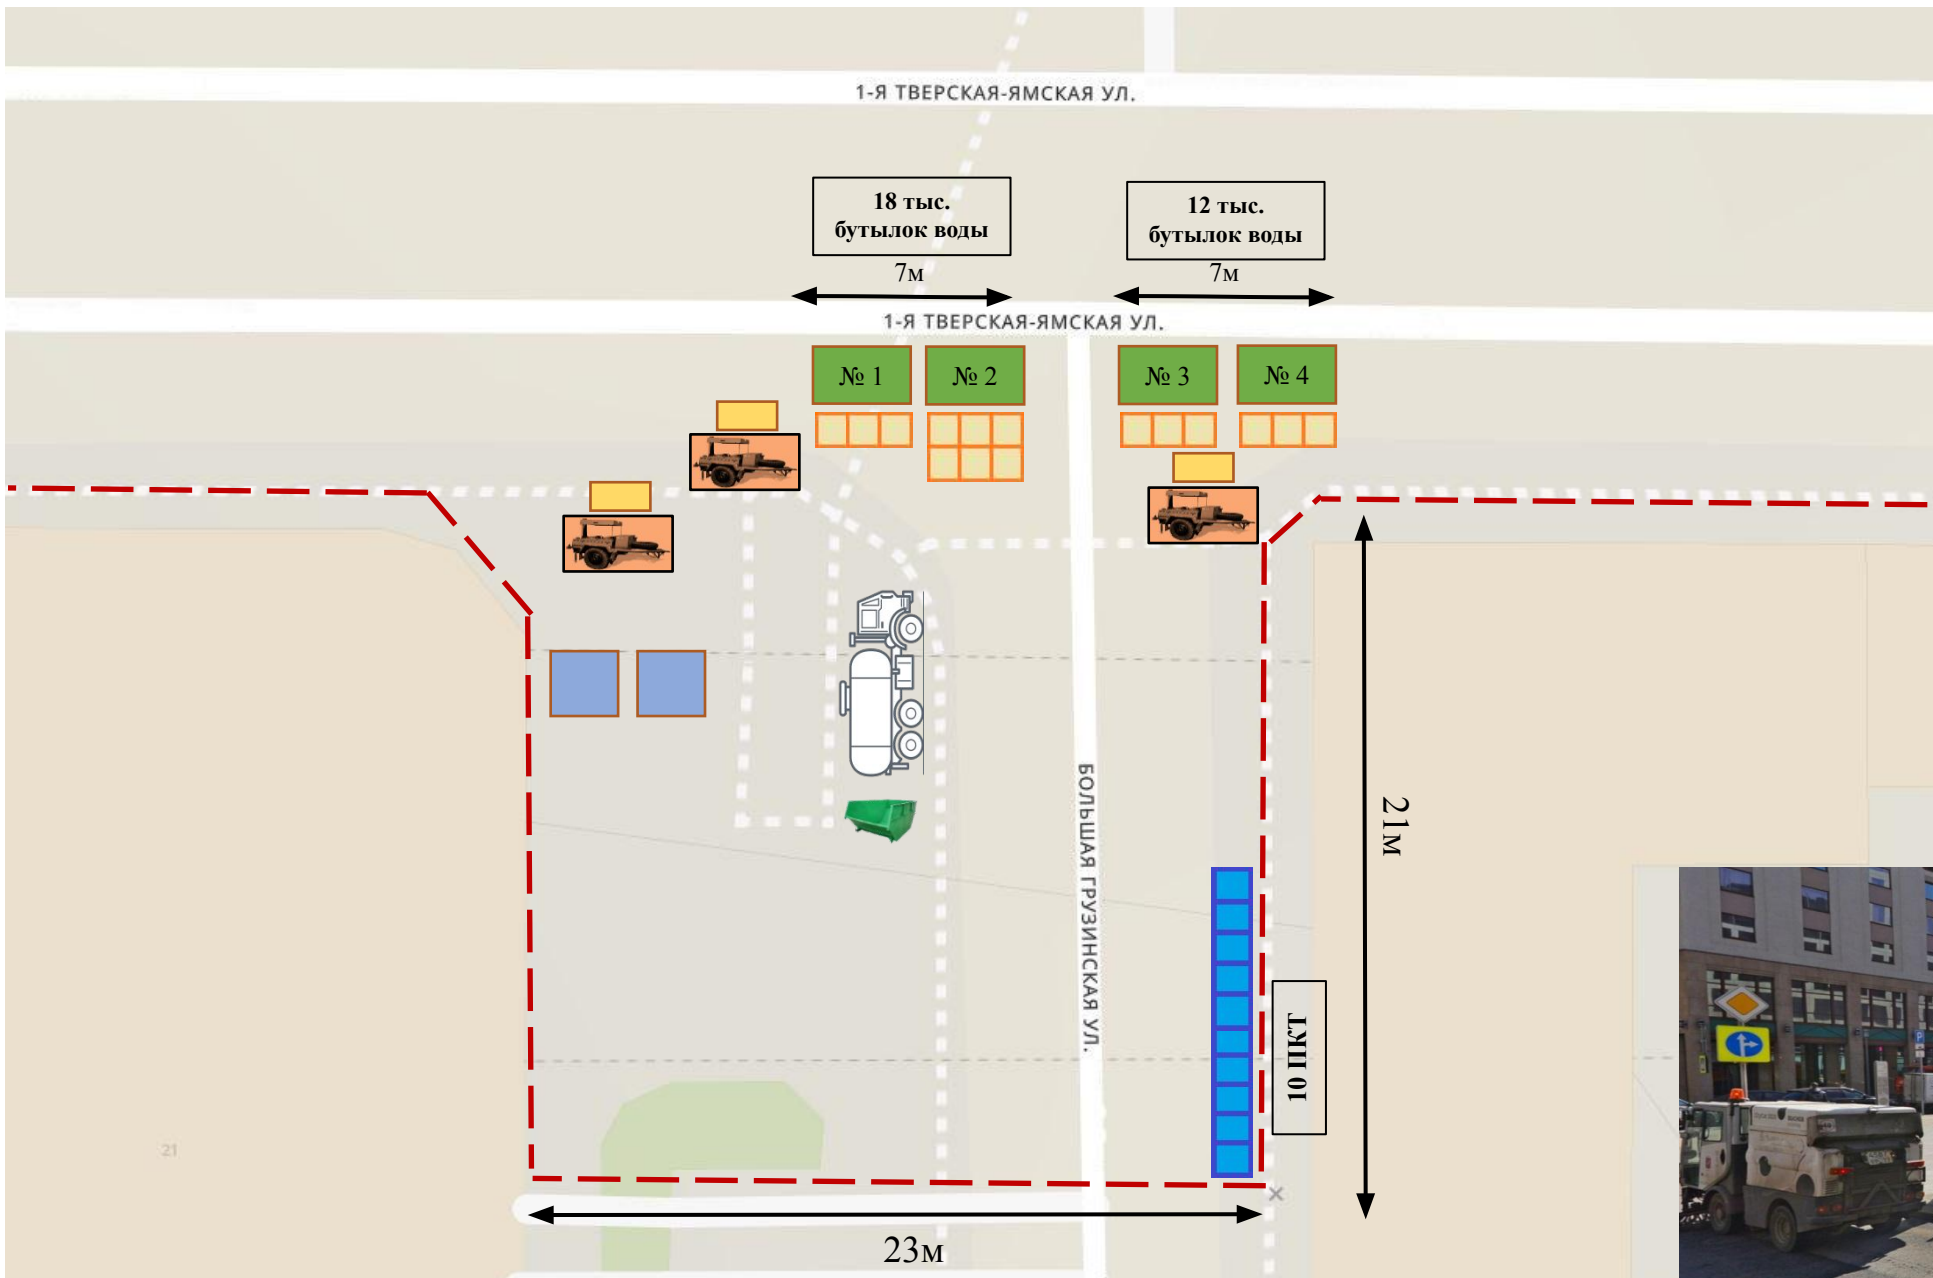 1-Я ТВЕРСКАЯ-ЯМСКАЯ УЛ.
18 тыс.
бутылок воды
12 тыс.
бутылок воды
7м
7м
1-Я ТВЕРСКАЯ-ЯМСКАЯ УЛ.
№ 1
№ 2
№ 3
№ 4
БОЛЬШАЯ ГРУЗИНСКАЯ УЛ.
21м
10 ПКТ
21
23м